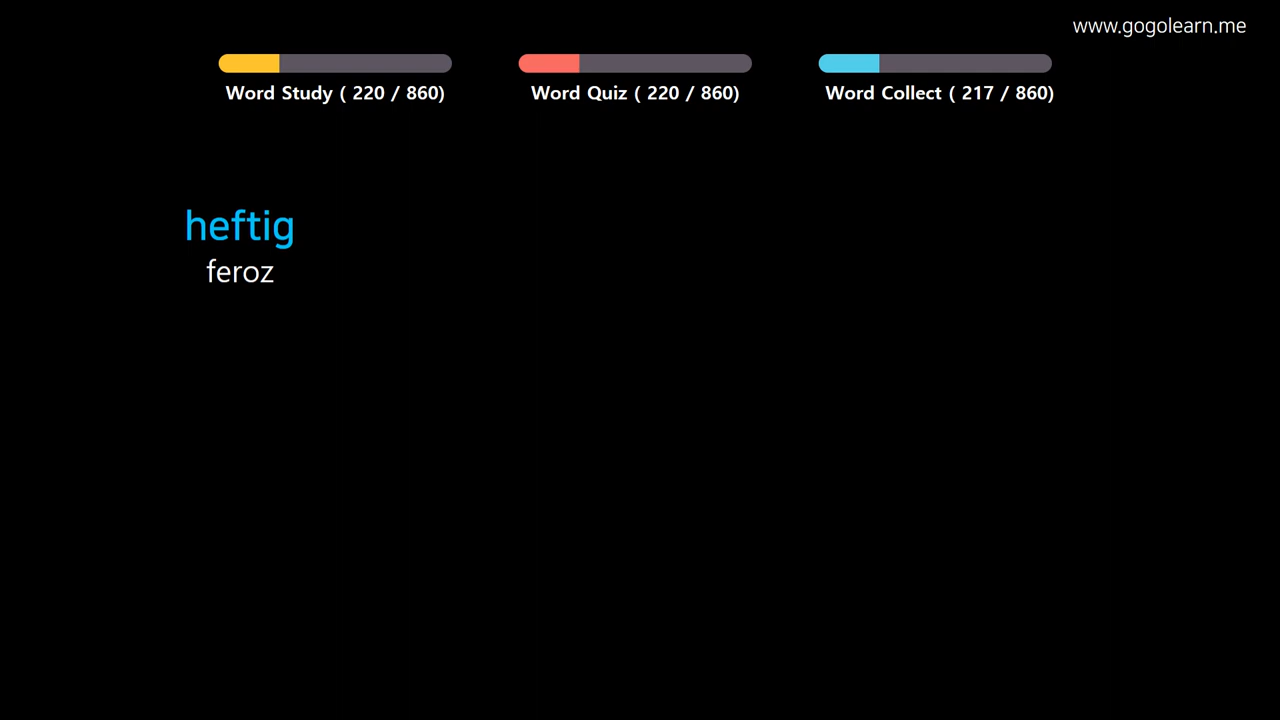 www.gogolearn.me
Word Study ( 220 / 860)
Word Quiz ( 220 / 860)
Word Collect ( 217 / 860)
heftig
feroz